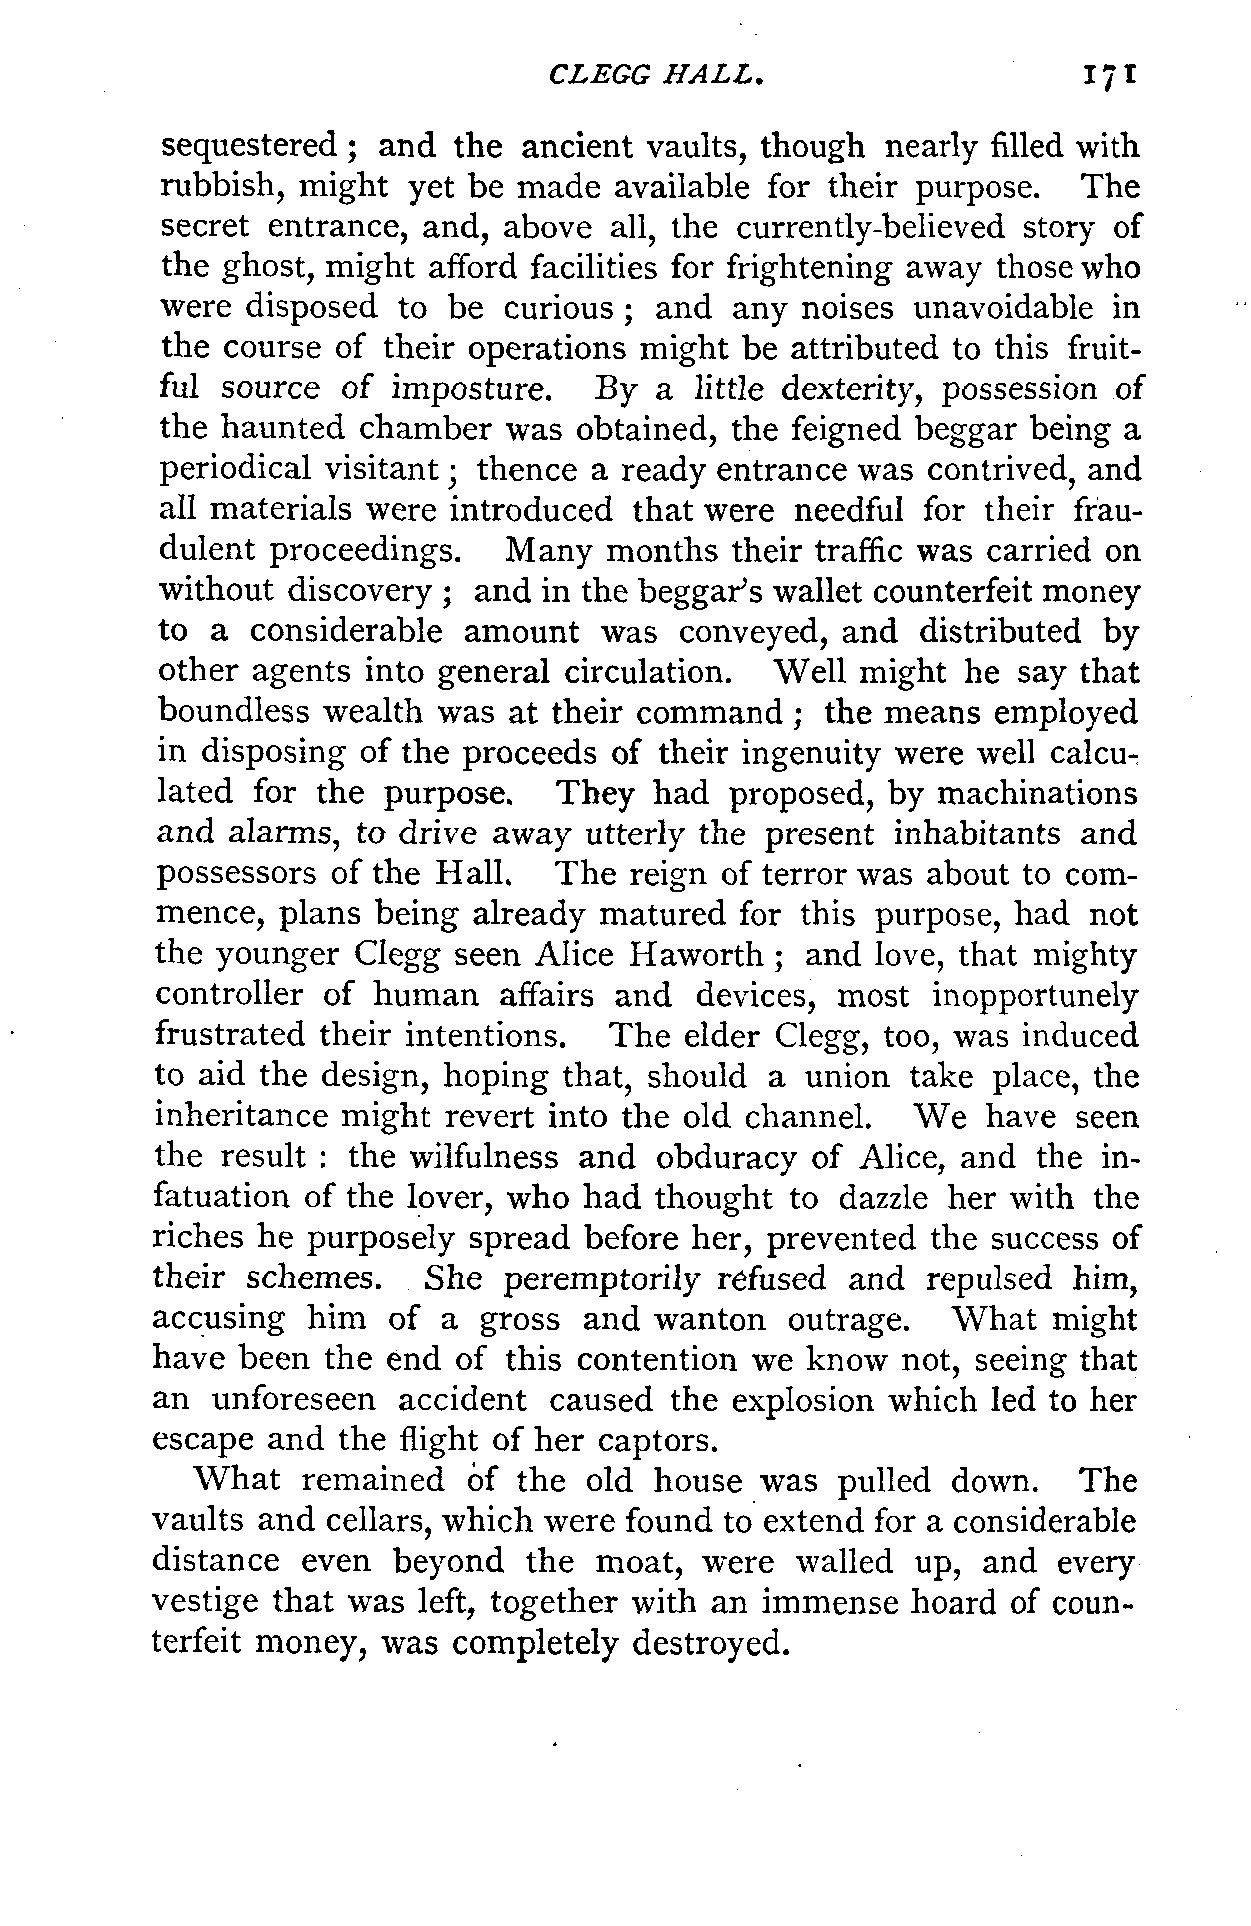 CLEGG HALL. 171
sequestered ; and the ancient vaults, though nearly filled with
rubbish, might yet be made available for their purpose. The
secret entrance, and, above all, the currently-believed story of
the ghost, might afford facilities for frightening away those who
were disposed to be curious ; and any noises unavoidable in
the course of their operations might be attributed to this fruit-
ful source of imposture. By a little dexterity, possession of
the haunted chamber was obtained, the feigned beggar being a
periodical visitant ; thence a ready entrance was contrived, and
all materials were introduced that were needful for their frau-
dulent proceedings. Many months their traffic was carried on
without discovery ; and in the beggar's wallet counterfeit money
to a considerable amount was conveyed, and distributed by
other agents into general circulation. Well might he say that
boundless wealth was at their command ; the means employed
in disposing of the proceeds of their ingenuity were well calcu-
lated for the purpose. They had proposed, by machinations
and alarms, to drive away utterly the present inhabitants and
possessors of the Hall. The reign of terror was about to com-
mence, plans being already matured for this purpose, had not
the younger Clegg seen Alice Haworth ; and love, that mighty
controller of human affairs and devices, most inopportunely
frustrated their intentions. The elder Clegg, too, was induced
to aid the design, hoping that, should a union take place, the
inheritance might revert into the old channel. We have seen
the result : the wilfulness and obduracy of Alice, and the in-
fatuation of the lover, who had thought to dazzle her with the
riches he purposely spread before her, prevented the success of
their schemes. She peremptorily refused and repulsed him,
accusing him of a gross and wanton outrage. What might
have been the end of this contention we know not, seeing that
an unforeseen accident caused the explosion which led to her
escape and the flight of her captors.
What remained of the old house was pulled down. The
vaults and cellars, which were found to extend for a considerable
distance even beyond the moat, were walled up, and every
vestige that was left, together with an immense hoard of coun-
terfeit money, was completely destroyed.